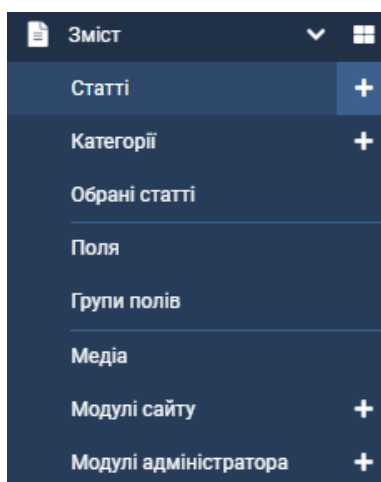 Зміст
Статті
Категорії
Обрані статті
Поля
Групи полів
Медіа
Модулі сайту
Модулі адміністратора